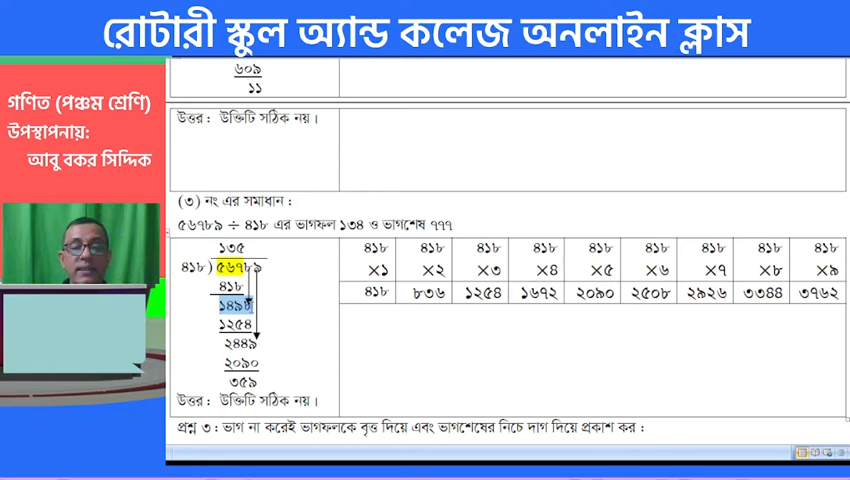 রোটারী স্কুল অ্যান্ড কলেজ অনলাইন ক্লাস
গণিত (পঞ্চম শ্রেণি)
উপস্থাপনায়:
আবু বকর সিদ্দিক
৬০৯
১১
উত্তর : উক্তিটি সঠিক নয়।
(৩) নং এর সমাধান :
৫৬৭৮৯ ÷ ৪১৮ এর ভাগফল ১৩৪ ও ভাগশেষ ৭৭৭
১৩৫
৪১৮ ) ৫৬৭৮৯
৪১৮
১৪৯৮
১২৫৪
২৪৪৯
২০৯০
৩৫৯
উত্তর : উক্তিটি সঠিক নয়।
৪১৮ ৪১৮ ৪১৮ ৪১৮ ৪১৮ ৪১৮ ৪১৮ ৪১৮ ৪১৮
×১ ×২ ×৩ ×৪ ×৫ ×৬ ×৭ ×৮ ×৯
৪১৮ ৮৩৬ ১২৫৪ ১৬৭২ ২০৯০ ২৫০৮ ২৯২৬ ৩৩৪৪ ৩৭৬২
প্রশ্ন ৩ : ভাগ না করেই ভাগফলকে বৃত্ত দিয়ে এবং ভাগশেষের নিচে দাগ দিয়ে প্রকাশ কর :